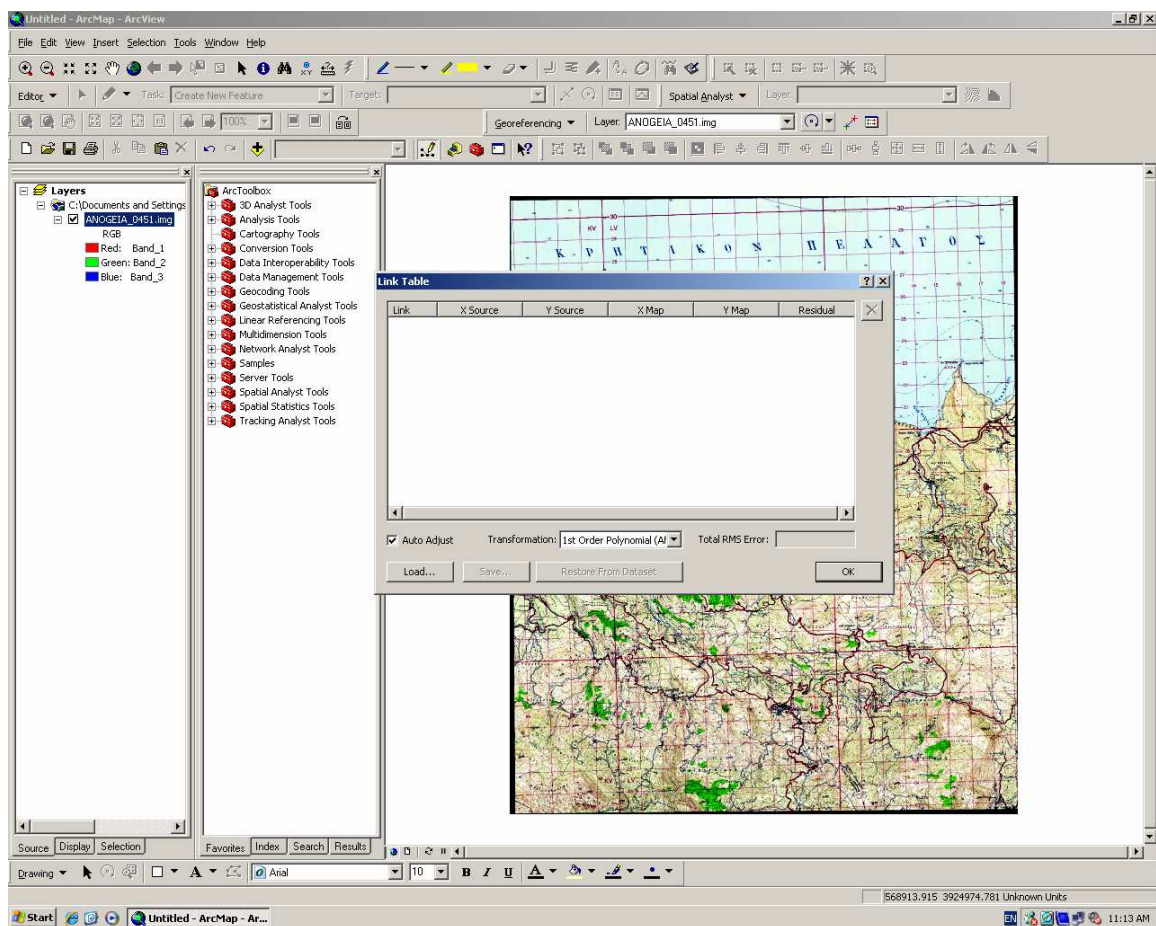 Untitled - ArcMap - ArcView
File Edit View Insert Selection Tools Window Help
Editor Task: Create New Feature Target: Spatial Analyst Layer:
100% Georeferencing Layer: ANOGEIA_0451.img
Layers
C:\Documents and Settings
ANOGEIA_0451.img
RGB
Red: Band_1
Green: Band_2
Blue: Band_3
ArcToolbox
3D Analyst Tools
Analysis Tools
Cartography Tools
Conversion Tools
Data Interoperability Tools
Data Management Tools
Geocoding Tools
Geostatistical Analyst Tools
Linear Referencing Tools
Multidimension Tools
Network Analyst Tools
Samples
Server Tools
Spatial Analyst Tools
Spatial Statistics Tools
Tracking Analyst Tools
ΚΡΗΤΙΚΟΝ ΠΕΛΑΓΟΣ
KV LV
Link Table
Link X Source Y Source X Map Y Map Residual
Auto Adjust Transformation: 1st Order Polynomial (Af Total RMS Error:
Load... Save... Restore From Dataset OK
Source Display Selection
Favorites Index Search Results
Drawing A Arial 10 B I U A
568913.915 3924974.781 Unknown Units
Start Untitled - ArcMap - Ar... EN 11:13 AM